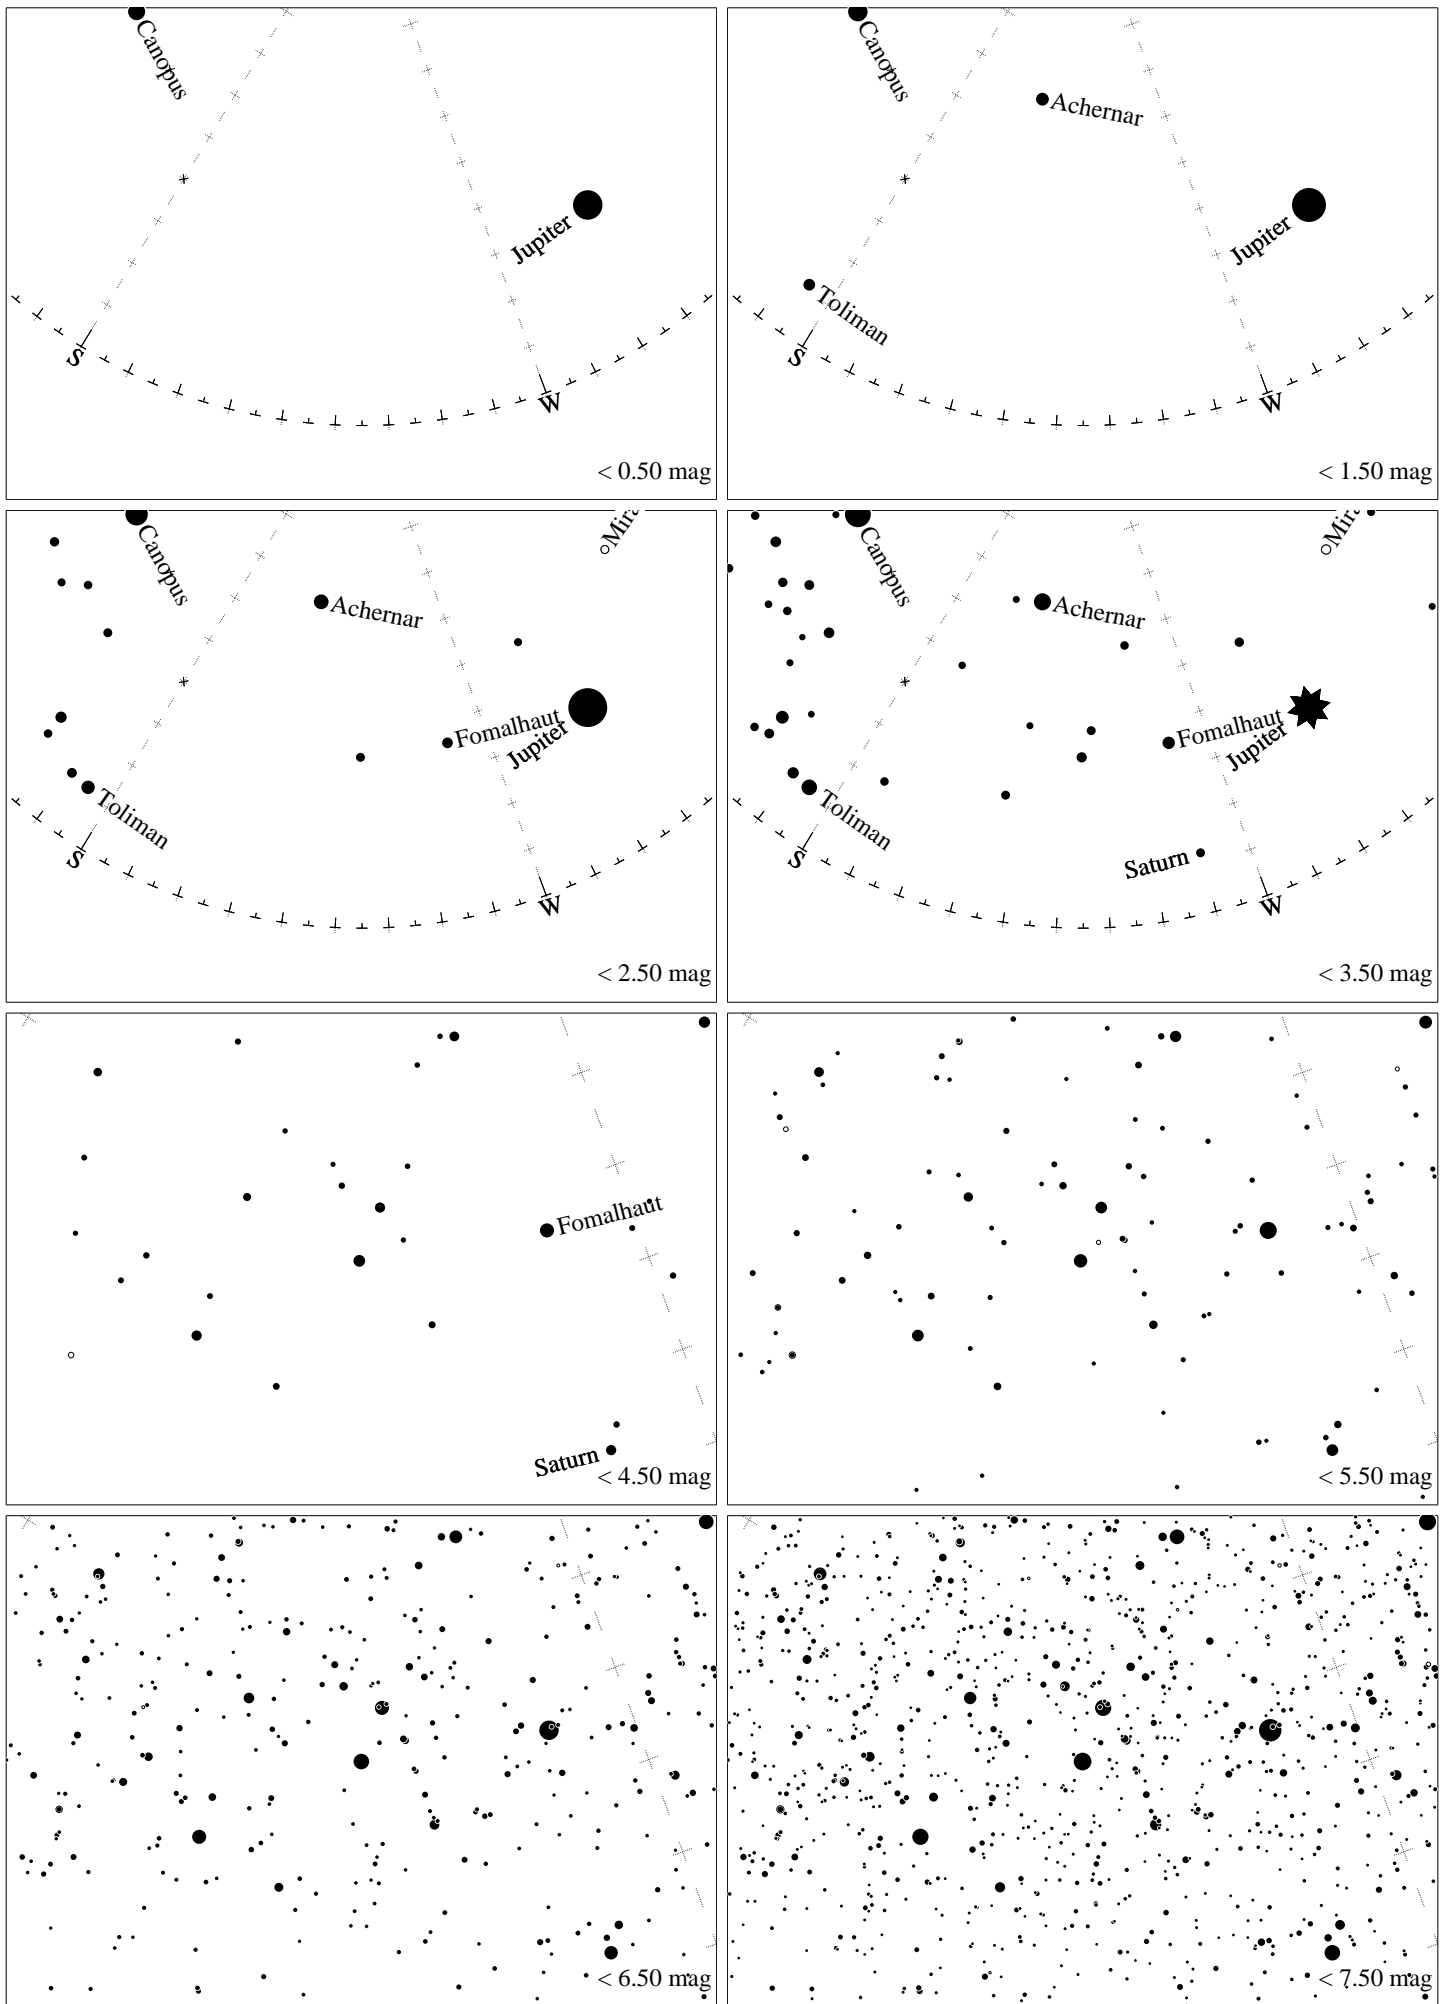 Canopus
Jupiter
S
W
< 0.50 mag
Canopus
Achernar
Jupiter
Toliman
S
W
< 1.50 mag
Canopus
Mira
Achernar
Fomalhaut
Jupiter
Toliman
S
W
< 2.50 mag
Canopus
Mira
Achernar
Fomalhaut
Jupiter
Toliman
Saturn
S
W
< 3.50 mag
Fomalhaut
Saturn
< 4.50 mag
< 5.50 mag
< 6.50 mag
< 7.50 mag